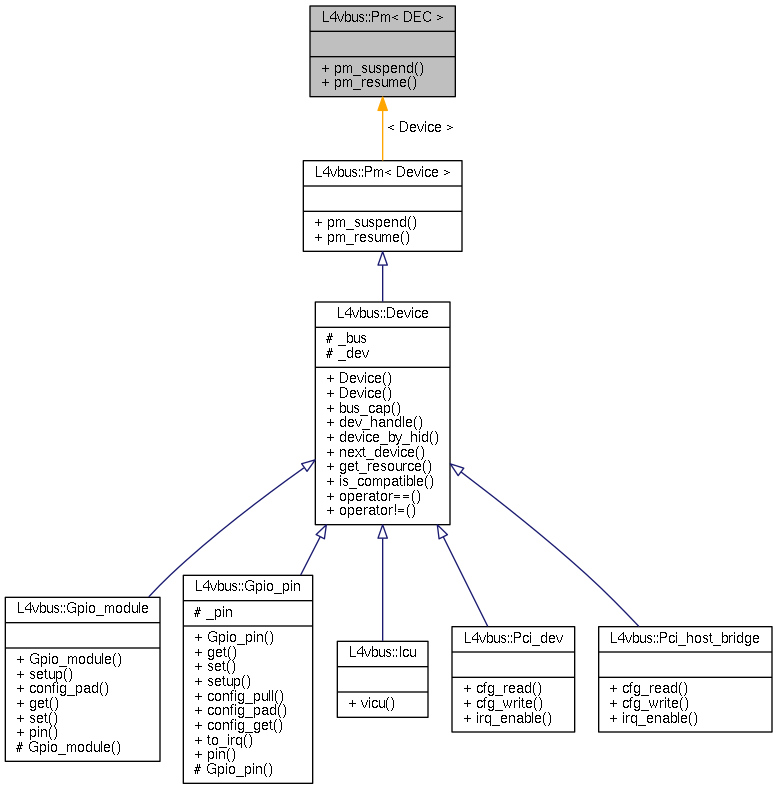 L4vbus::Pm< DEC >
+ pm_suspend()
+ pm_resume()
< Device >
L4vbus::Pm< Device >
+ pm_suspend()
+ pm_resume()
L4vbus::Device
# _bus
# _dev
+ Device()
+ Device()
+ bus_cap()
+ dev_handle()
+ device_by_hid()
+ next_device()
+ get_resource()
+ is_compatible()
+ operator==()
+ operator!=()
L4vbus::Gpio_module
+ Gpio_module()
+ setup()
+ config_pad()
+ get()
+ set()
+ pin()
# Gpio_module()
L4vbus::Gpio_pin
# _pin
+ Gpio_pin()
+ get()
+ set()
+ setup()
+ config_pull()
+ config_pad()
+ config_get()
+ to_irq()
+ pin()
# Gpio_pin()
L4vbus::Icu
+ vicu()
L4vbus::Pci_dev
+ cfg_read()
+ cfg_write()
+ irq_enable()
L4vbus::Pci_host_bridge
+ cfg_read()
+ cfg_write()
+ irq_enable()